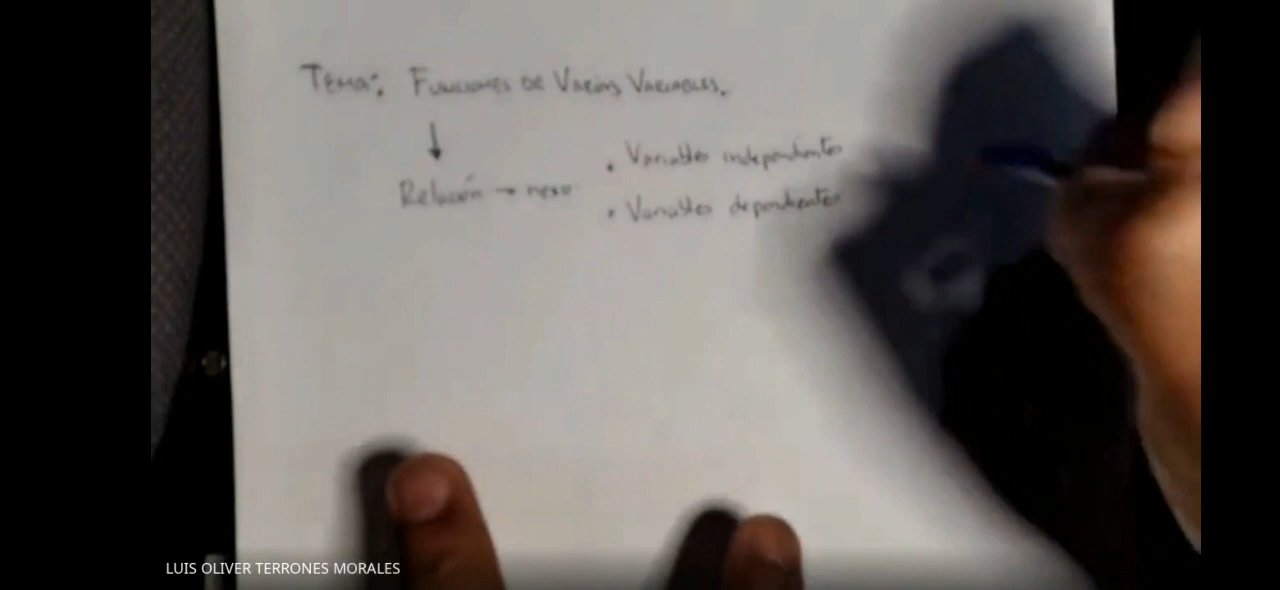 Tema: Funciones de Varias Variables.
Relación → nexo
• Variables independientes
• Variables dependientes
LUIS OLIVER TERRONES MORALES